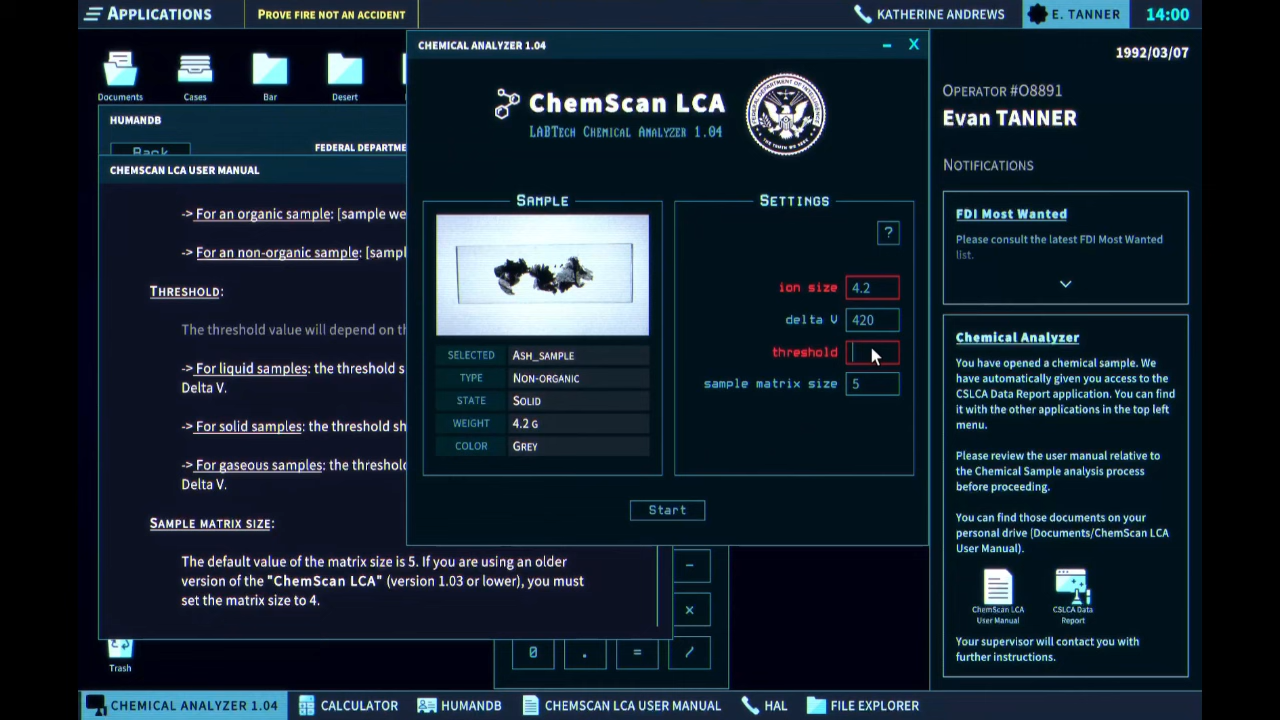 APPLICATIONS
PROVE FIRE NOT AN ACCIDENT
KATHERINE ANDREWS
E. TANNER
14:00
Documents
Cases
Bar
Desert
HUMANDB
Back
FEDERAL DEPARTME
CHEMSCAN LCA USER MANUAL
-> For an organic sample: [sample we
-> For an non-organic sample: [sampl
THRESHOLD:
The threshold value will depend on th
-> For liquid samples: the threshold s
Delta V.
-> For solid samples: the threshold sh
-> For gaseous samples: the threshold
Delta V.
SAMPLE MATRIX SIZE:
The default value of the matrix size is 5. If you are using an older
version of the "ChemScan LCA" (version 1.03 or lower), you must
set the matrix size to 4.
Trash
CHEMICAL ANALYZER 1.04
– X
ChemScan LCA
LABTech Chemical Analyzer 1.04
SAMPLE
SELECTED ASH_SAMPLE
TYPE NON-ORGANIC
STATE SOLID
WEIGHT 4.2 G
COLOR GREY
SETTINGS
?
ion size 4.2
delta V 420
threshold
sample matrix size 5
Start
–
×
0 . = /
1992/03/07
OPERATOR #O8891
Evan TANNER
NOTIFICATIONS
FDI Most Wanted
Please consult the latest FDI Most Wanted
list.
Chemical Analyzer
You have opened a chemical sample. We
have automatically given you access to the
CSLCA Data Report application. You can find
it with the other applications in the top left
menu.
Please review the user manual relative to
the Chemical Sample analysis process
before proceeding.
You can find those documents on your
personal drive (Documents/ChemScan LCA
User Manual).
ChemScan LCA
User Manual
CSLCA Data
Report
Your supervisor will contact you with
further instructions.
CHEMICAL ANALYZER 1.04
CALCULATOR
HUMANDB
CHEMSCAN LCA USER MANUAL
HAL
FILE EXPLORER